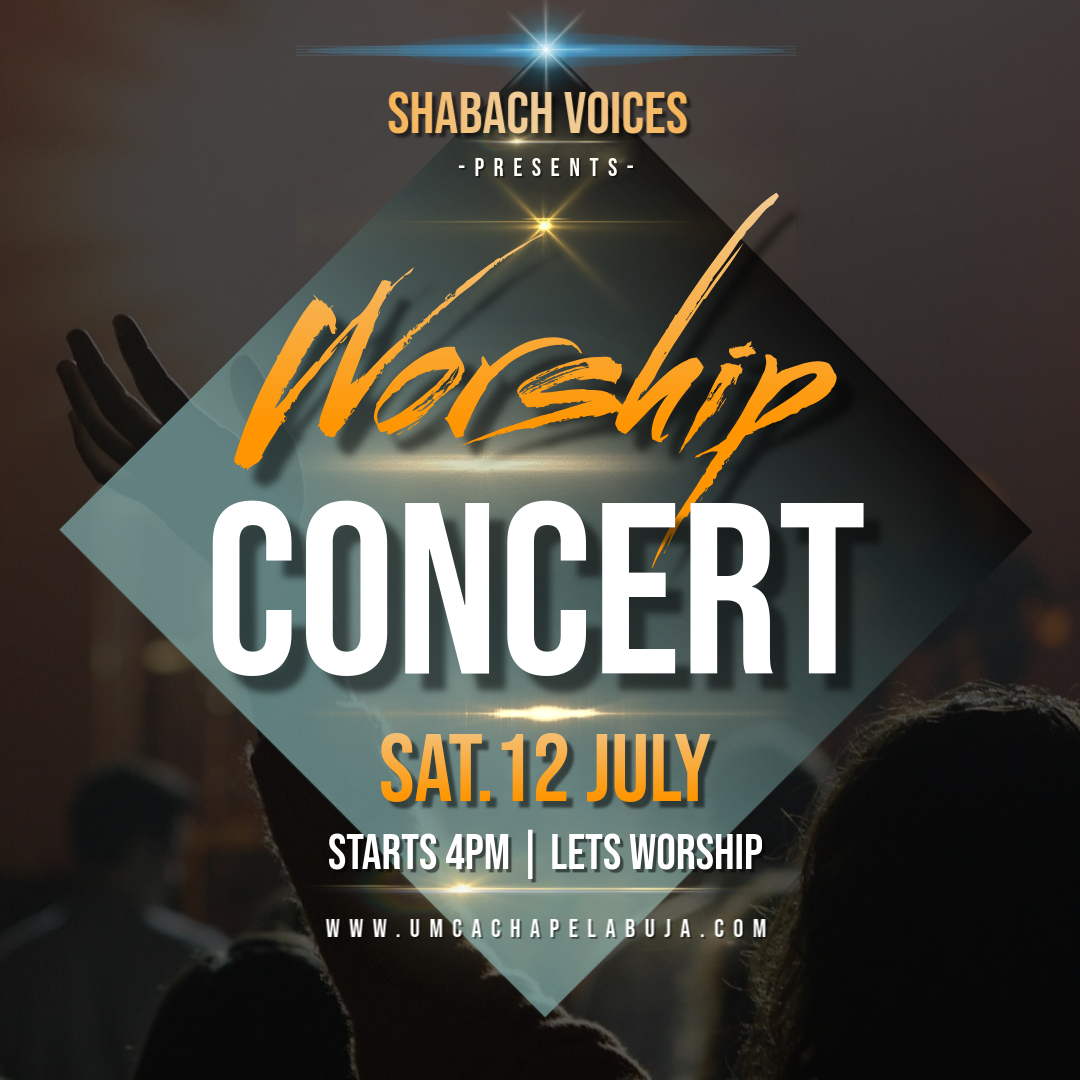 SHABACH VOICES
-PRESENTS-
Worship
CONCERT
SAT. 12 JULY
STARTS 4PM | LETS WORSHIP
WWW.UMCACHAPELABUJA.COM